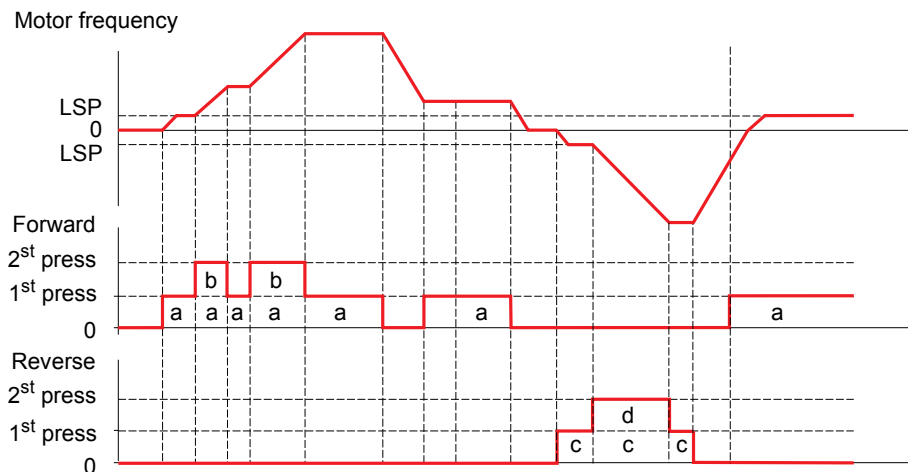 Motor frequency
LSP
0
LSP
Forward
2st press
b b
1st press
a a a a a a a
0
Reverse
2st press
d
1st press
c c c
0